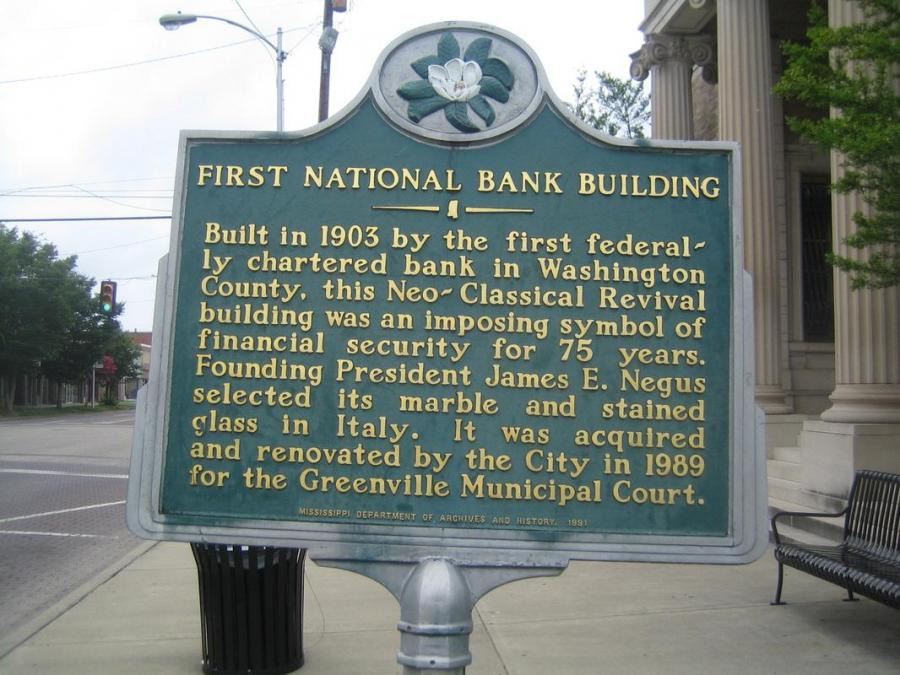 FIRST NATIONAL BANK BUILDING
Built in 1903 by the first federal-
ly chartered bank in Washington
County, this Neo-Classical Revival
building was an imposing symbol of
financial security for 75 years.
Founding President James E. Negus
selected its marble and stained
glass in Italy. It was acquired
and renovated by the City in 1989
for the Greenville Municipal Court.
MISSISSIPPI DEPARTMENT OF ARCHIVES AND HISTORY, 1991